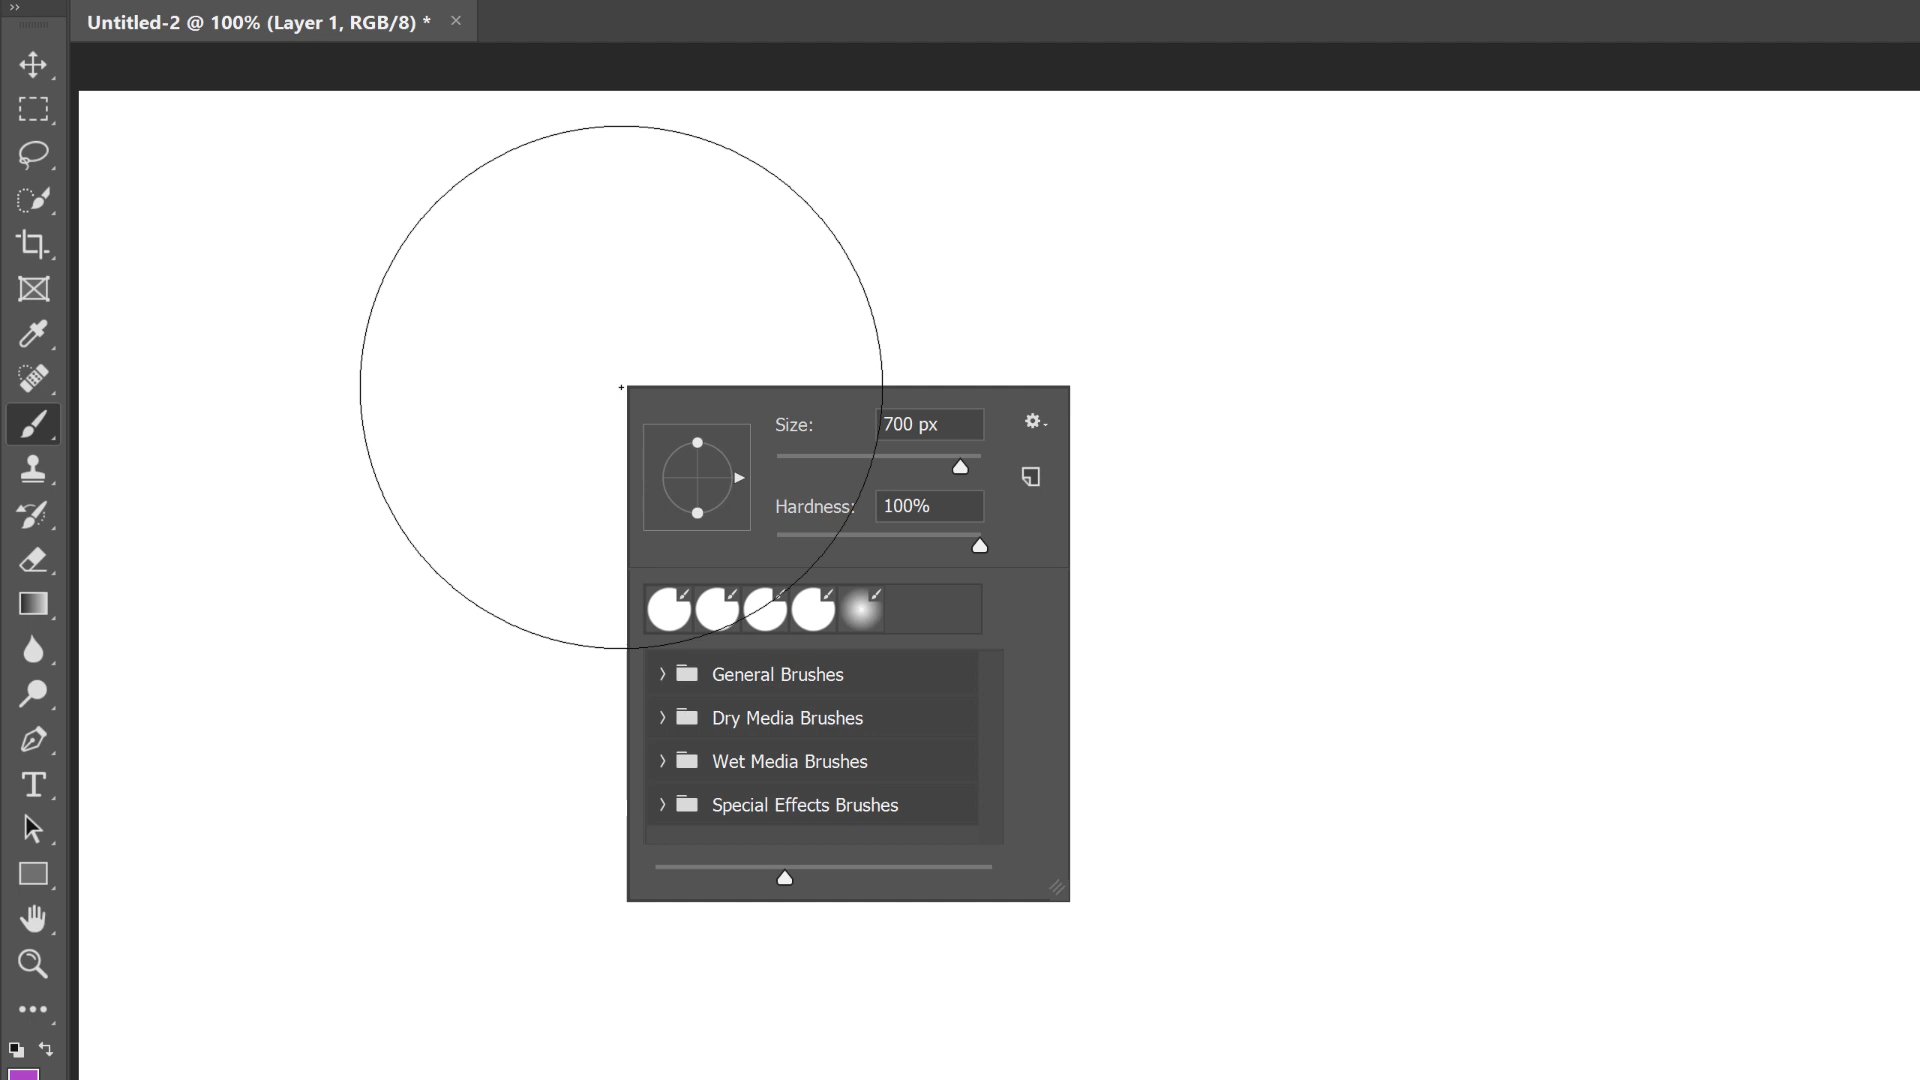 Untitled-2 @ 100% (Layer 1, RGB/8) *
Size: 700 px
Hardness: 100%
General Brushes
Dry Media Brushes
Wet Media Brushes
Special Effects Brushes